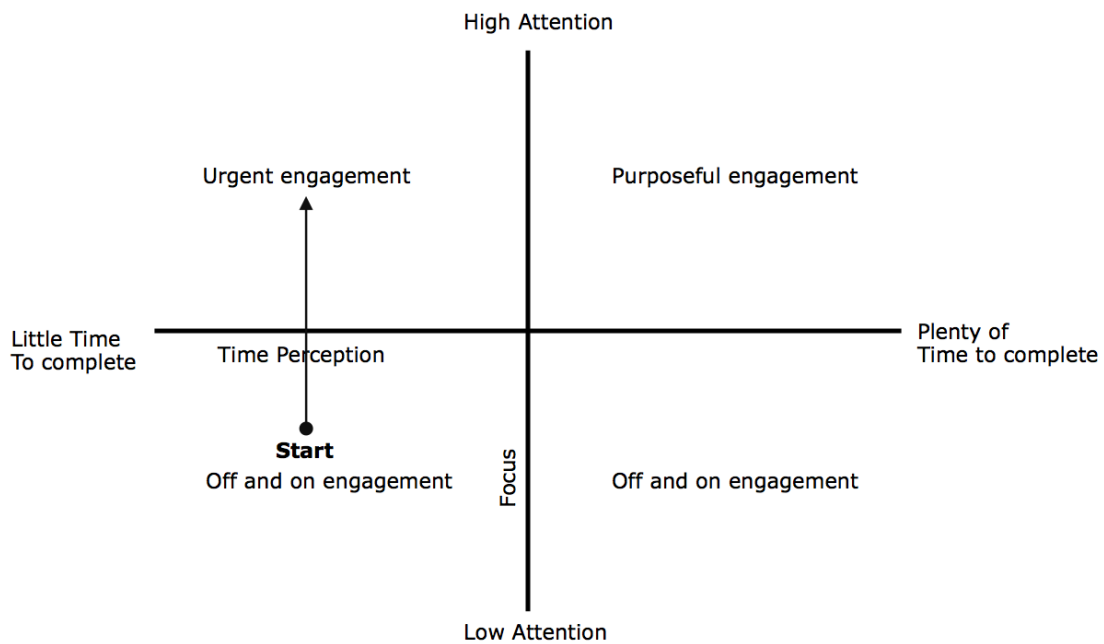 High Attention
Urgent engagement
Purposeful engagement
Little Time
To complete
Plenty of
Time to complete
Time Perception
Start
Off and on engagement
Focus
Off and on engagement
Low Attention